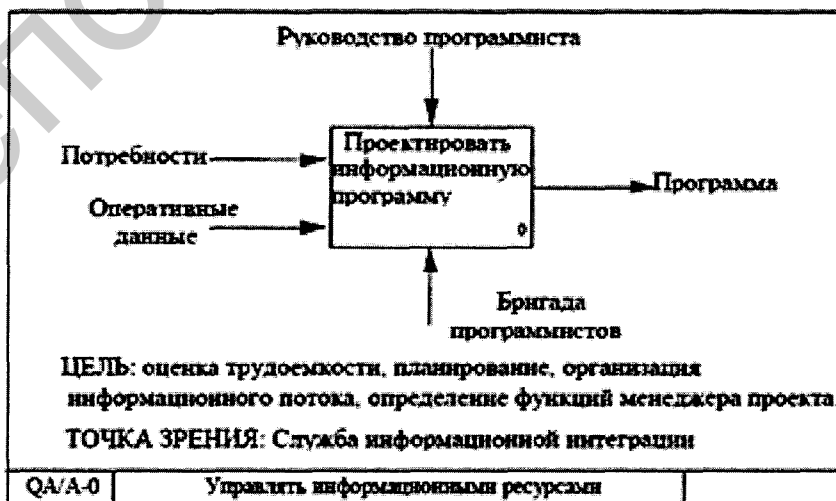 Руководство программиста
Потребности
Проектировать
информационную
программу
0
Программа
Оперативные
данные
Бригада
программистов
ЦЕЛЬ: оценка трудоемкости, планирование, организация
информационного потока, определение функций менеджера проекта
ТОЧКА ЗРЕНИЯ: Служба информационной интеграции
QA/A-0
Управлять информационными ресурсами